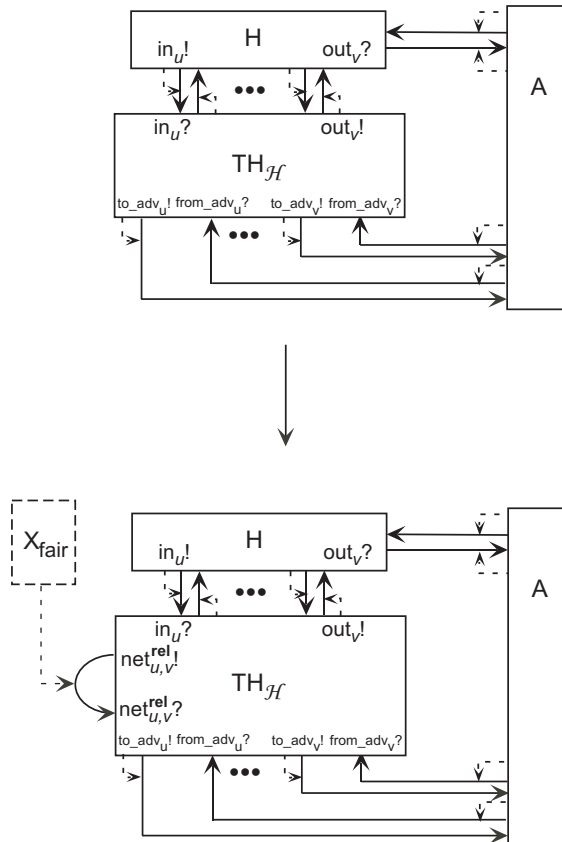 H
in_u! out_v?
A
in_u? out_v!
TH_ℋ
to_adv_u! from_adv_u? to_adv_v! from_adv_v?
X_fair
H
in_u! out_v?
A
in_u? out_v!
net^rel_u,v!
TH_ℋ
net^rel_u,v?
to_adv_u! from_adv_u? to_adv_v! from_adv_v?